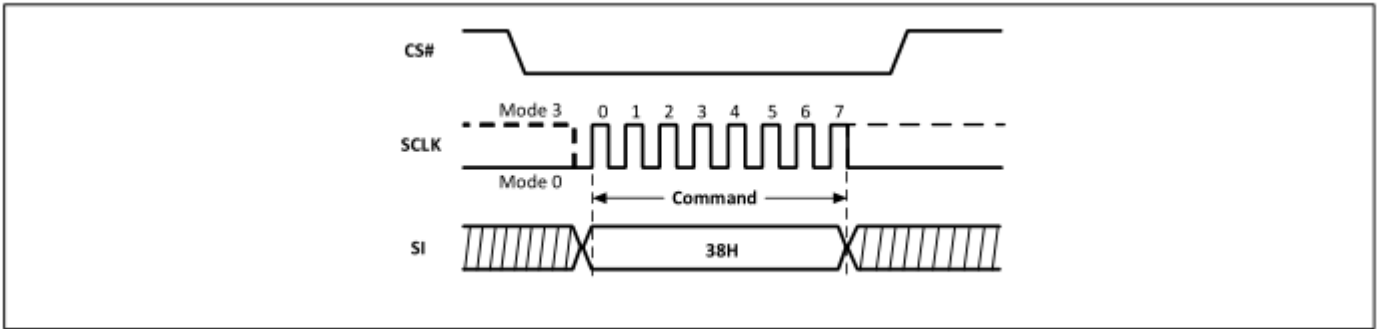 CS#
Mode 3 0 1 2 3 4 5 6 7
SCLK
Mode 0
Command
SI 38H